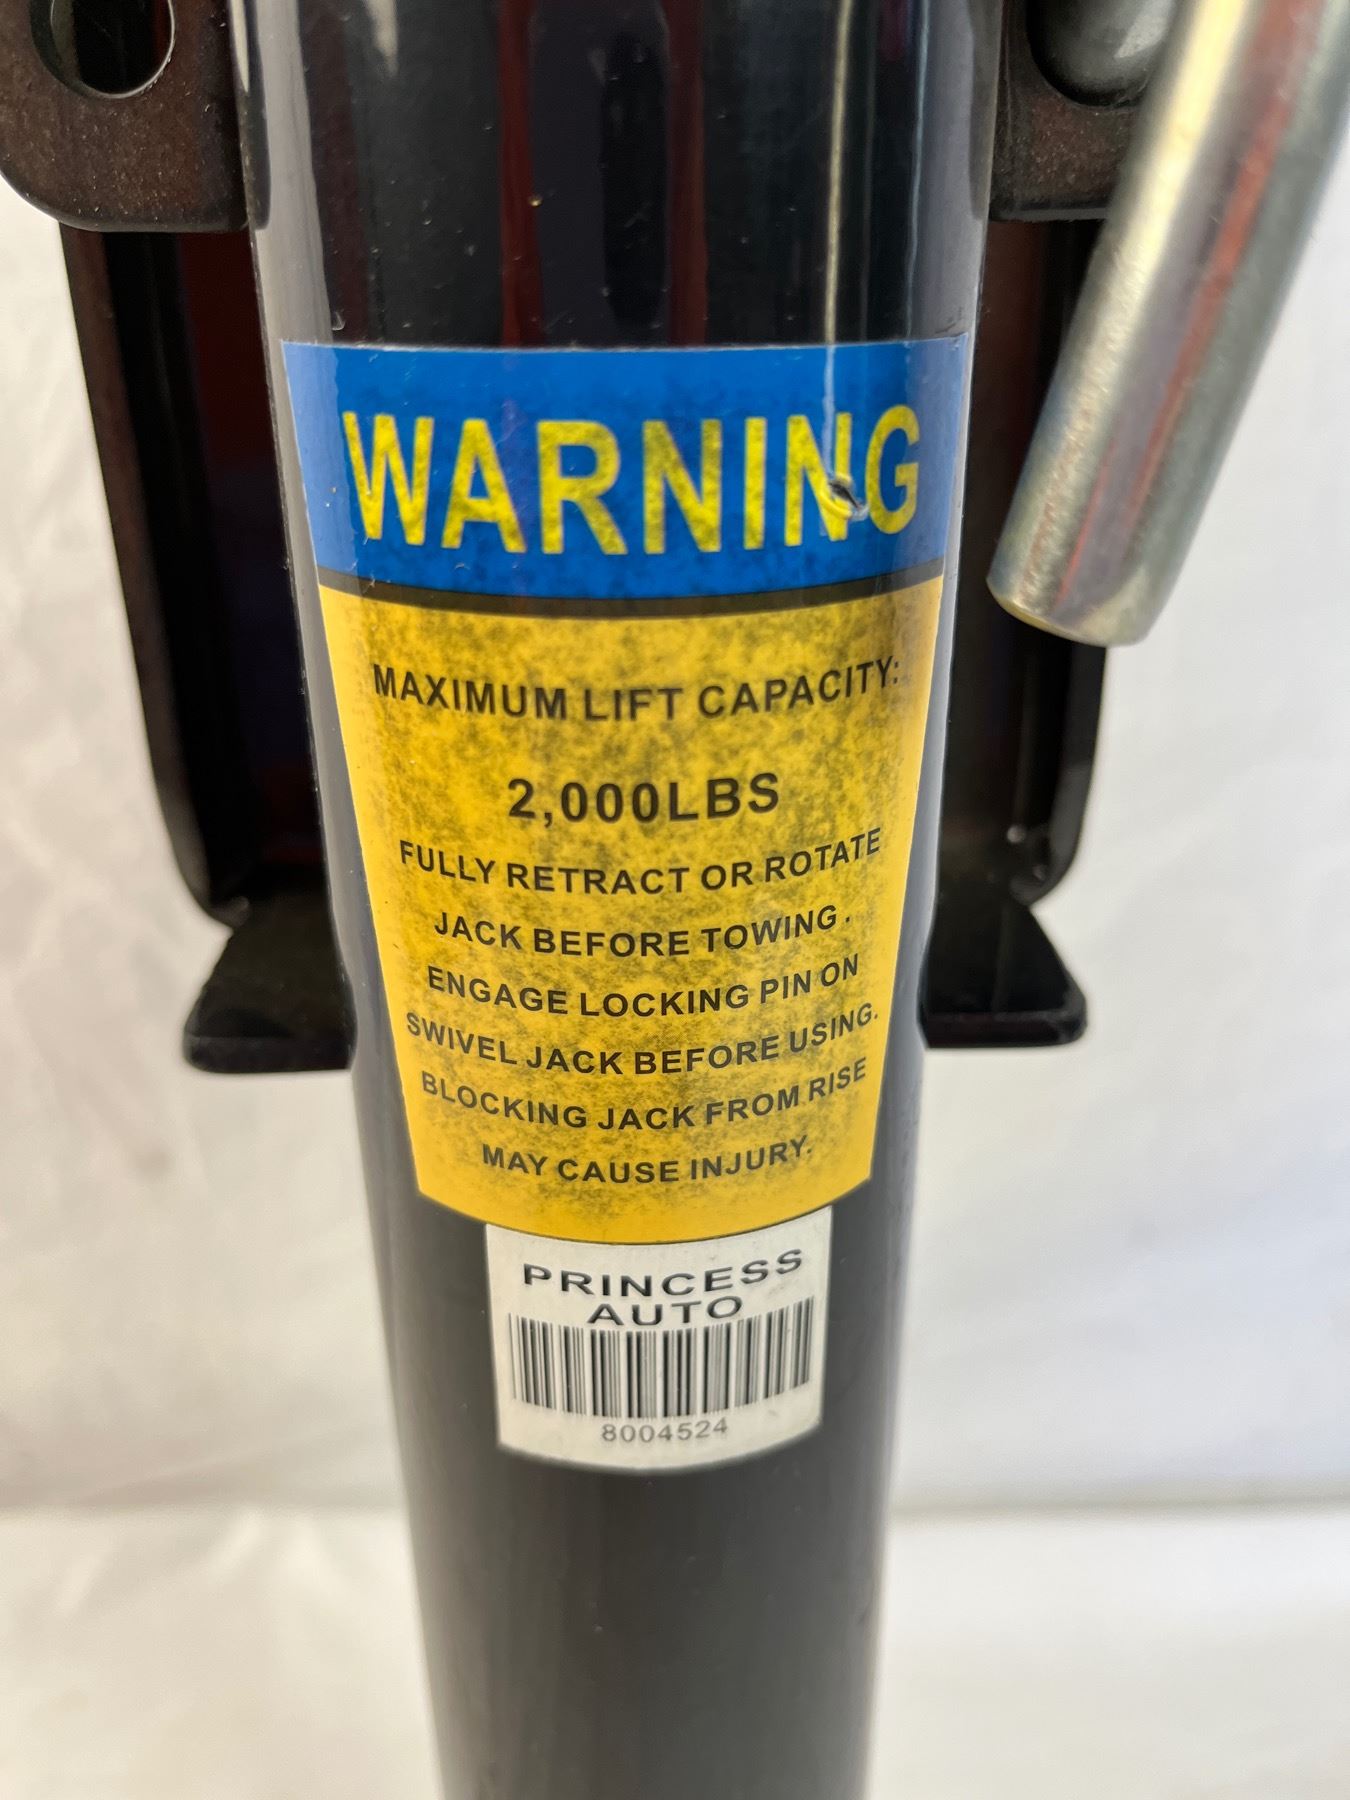 WARNING
MAXIMUM LIFT CAPACITY:
2,000LBS
FULLY RETRACT OR ROTATE
JACK BEFORE TOWING .
ENGAGE LOCKING PIN ON
SWIVEL JACK BEFORE USING.
BLOCKING JACK FROM RISE
MAY CAUSE INJURY.
PRINCESS
AUTO
8004524